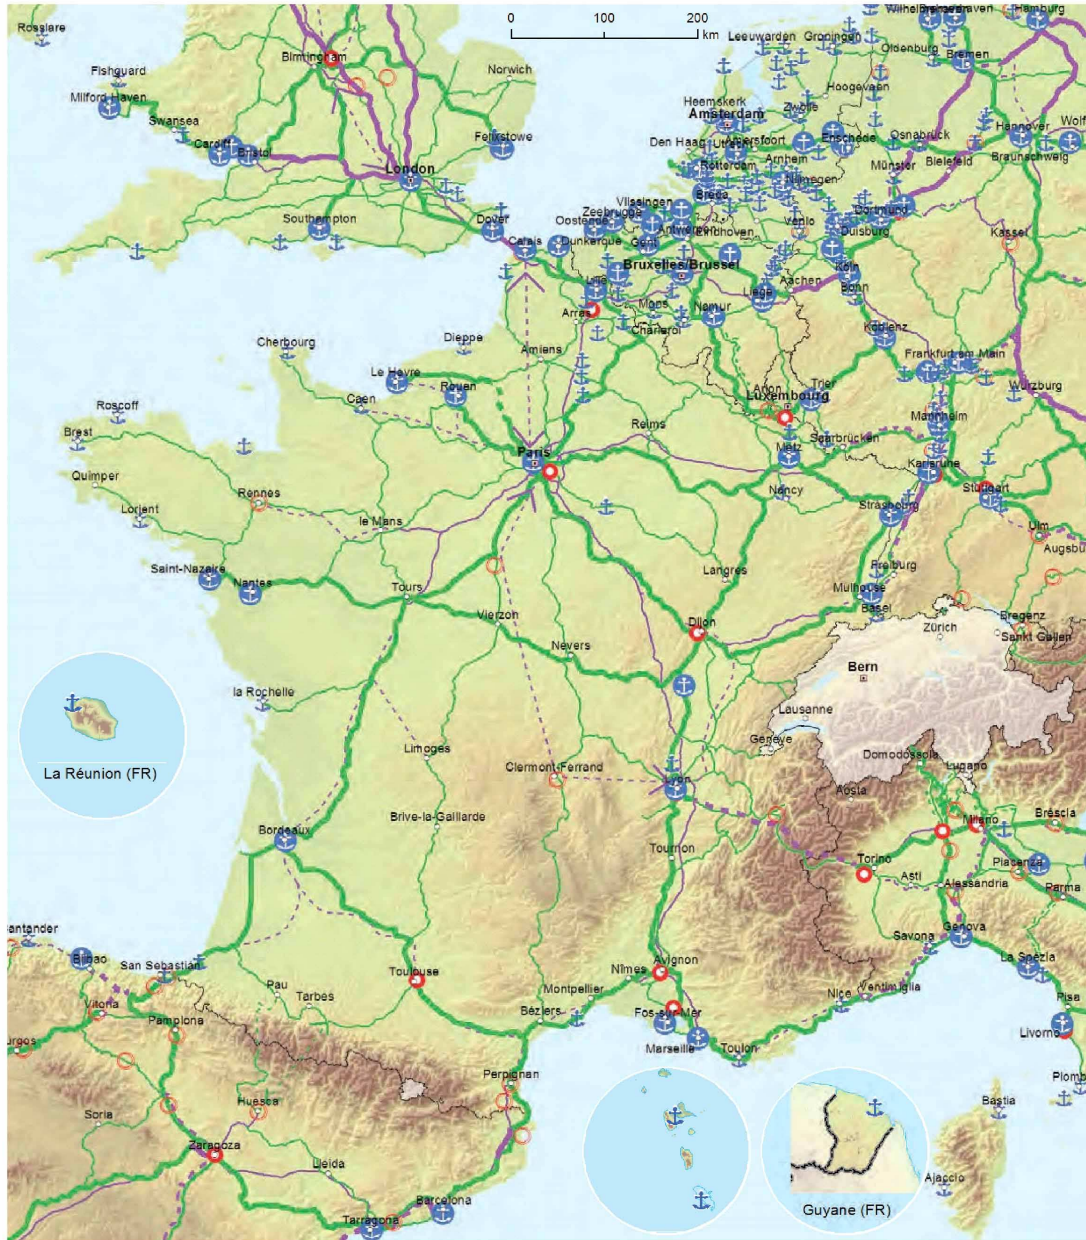 0 100 200
km
Rosslare
Birmingham
Norwich
Fishguard
Milford Haven
Swansea
Cardiff
Bristol
Felixstowe
London
Southampton
Dover
Leeuwarden
Groningen
Oldenburg
Bremen
Hamburg
Hoogeveen
Heemskerk
Zwolle
Amsterdam
Amersfoort
Enschede
Osnabrück
Hannover
Wolf
Den Haag
Utrecht
Arnhem
Bielefeld
Braunschweig
Rotterdam
Nijmegen
Münster
Breda
Vlissingen
Zeebrugge
Oostende
Antwerpen
Eindhoven
Venlo
Dortmund
Duisburg
Kassel
Calais
Dunkerque
Gent
Bruxelles/Brussel
Köln
Aachen
Bonn
Lille
Liège
Mons
Namur
Arras
Charleroi
Koblenz
Dieppe
Amiens
Cherbourg
Frankfurt am Main
Le Havre
Rouen
Arlon
Trier
Würzburg
Luxembourg
Caen
Roscoff
Mannheim
Reims
Brest
Paris
Metz
Saarbrücken
Karlsruhe
Quimper
Nancy
Stuttgart
Rennes
Lorient
le Mans
Strasbourg
Ulm
Augsbu
Saint-Nazaire
Nantes
Tours
Langres
Freiburg
Mulhouse
Basel
Vierzon
Bregenz
Dijon
Zürich
Sankt Gallen
Nevers
Bern
la Rochelle
Lausanne
Limoges
Genève
Clermont-Ferrand
Domodossola
Lugano
La Réunion (FR)
Lyon
Aosta
Brive-la-Gaillarde
Milano
Bréscia
Bordeaux
Tournon
Torino
Piacenza
Asti
Alessandria
Parma
Savona
Genova
antander
Bilbao
San Sebastián
Toulouse
Avignon
Nîmes
La Spèzia
Pau
Tarbes
Montpellier
Nice
Ventimiglia
Vitoria
Pamplona
Béziers
Fos-sur-Mer
Pisa
urgos
Marseille
Toulon
Livorno
Perpignan
Plomb
Soria
Huesca
Bastia
Zaragoza
Lleida
Ajaccio
Barcelona
Tarragona
Guyane (FR)